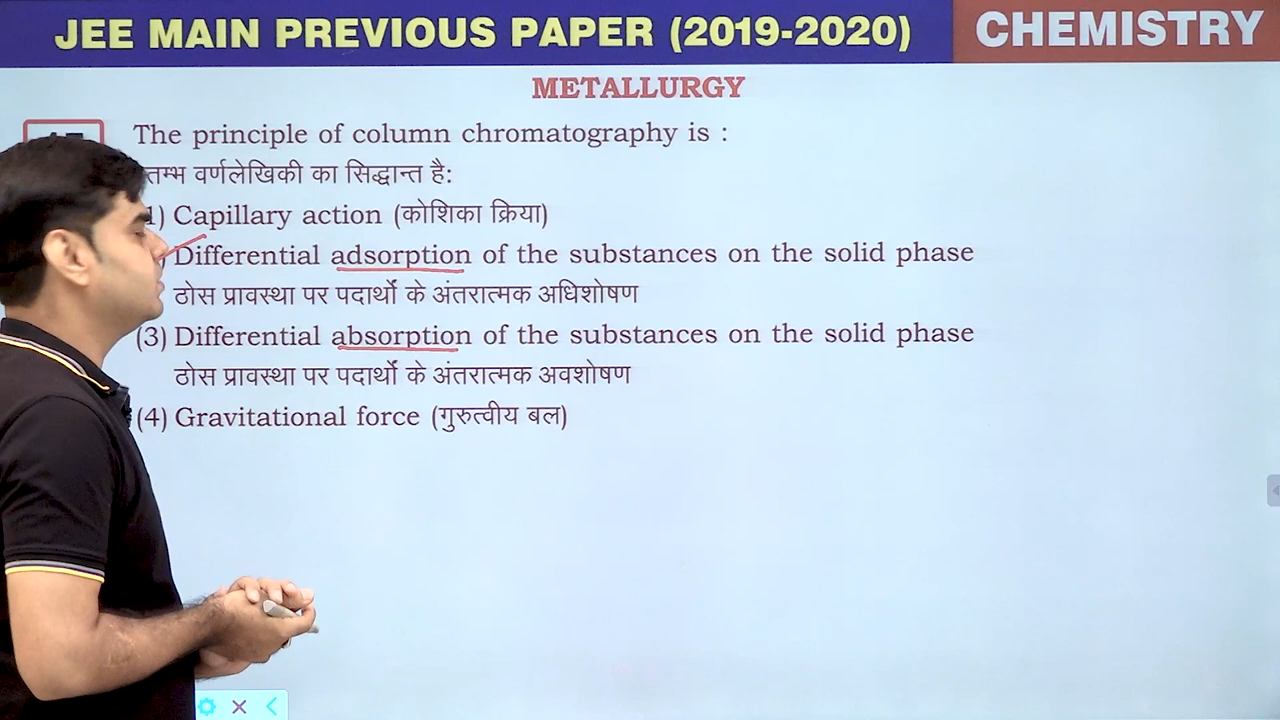 JEE MAIN PREVIOUS PAPER (2019-2020)
CHEMISTRY
METALLURGY
The principle of column chromatography is :
तम्भ वर्णलेखिकी का सिद्धान्त है:
1) Capillary action (कोशिका क्रिया)
) Differential adsorption of the substances on the solid phase
ठोस प्रावस्था पर पदार्थों के अंतरात्मक अधिशोषण
(3) Differential absorption of the substances on the solid phase
ठोस प्रावस्था पर पदार्थों के अंतरात्मक अवशोषण
(4) Gravitational force (गुरुत्वीय बल)